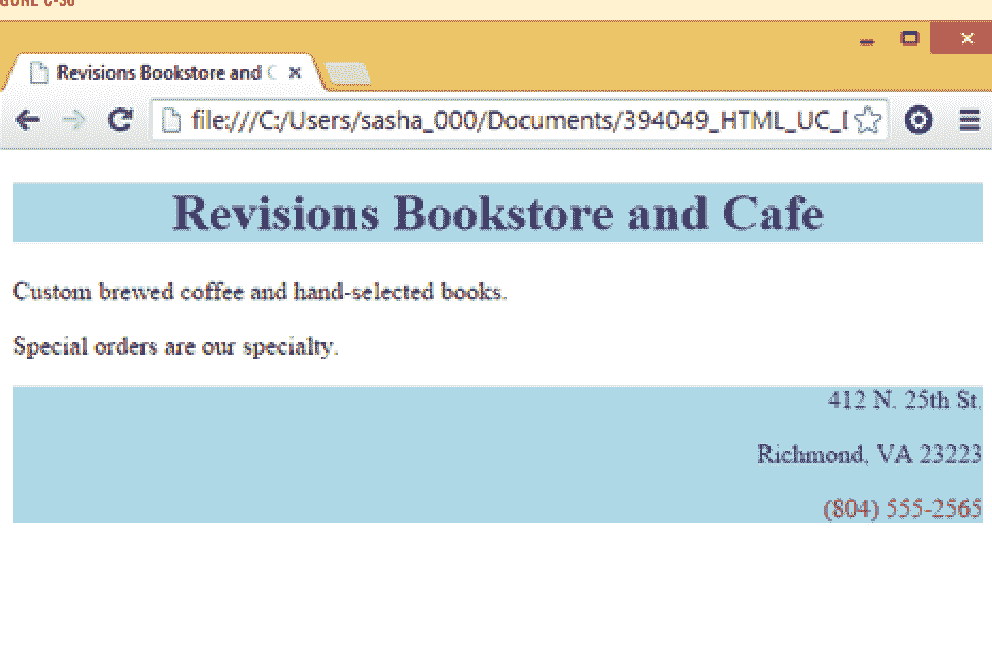 Revisions Bookstore and C
file:///C:/Users/sasha_000/Documents/394049_HTML_UC_
Revisions Bookstore and Cafe
Custom brewed coffee and hand-selected books.
Special orders are our specialty.
412 N. 25th St.
Richmond, VA 23223
(804) 555-2565